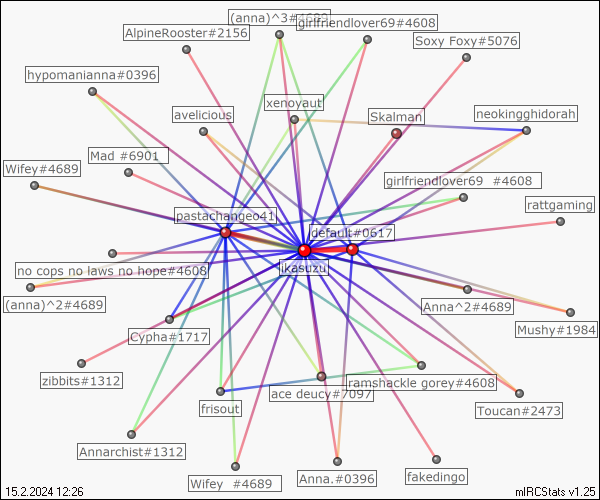 (anna)^3#4689
girlfriendlover69#4608
AlpineRooster#2156
Soxy Foxy#5076
hypomanianna#0396
xenoyaut
avelicious
Skalman
neokingghidorah
Mad #6901
Wifey#4689
girlfriendlover69 #4608
rattgaming
pastachangeo41
default#0617
ikasuzu
no cops no laws no hope#4608
(anna)^2#4689
Anna^2#4689
Mushy#1984
Cypha#1717
zibbits#1312
ramshackle gorey#4608
ace deucy#7097
frisout
Toucan#2473
Annarchist#1312
Wifey #4689
Anna.#0396
fakedingo
15.2.2024 12:26
mIRCStats v1.25